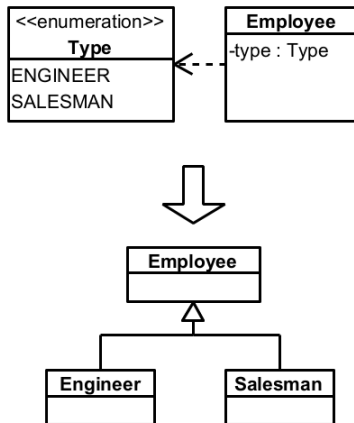 <<enumeration>>
Type
ENGINEER
SALESMAN
Employee
-type : Type
Employee
Engineer
Salesman